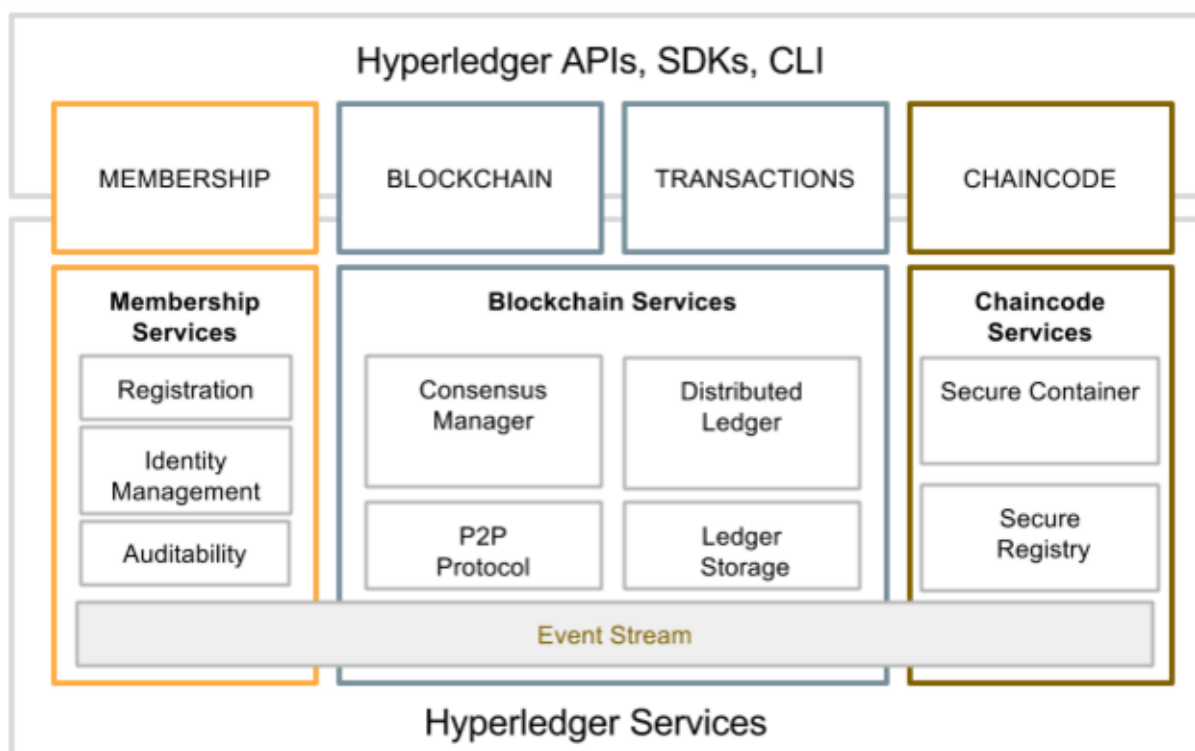 Hyperledger APIs, SDKs, CLI
MEMBERSHIP
BLOCKCHAIN
TRANSACTIONS
CHAINCODE
Membership
Services
Registration
Identity
Management
Auditability
Blockchain Services
Consensus
Manager
Distributed
Ledger
P2P
Protocol
Ledger
Storage
Chaincode
Services
Secure Container
Secure
Registry
Event Stream
Hyperledger Services